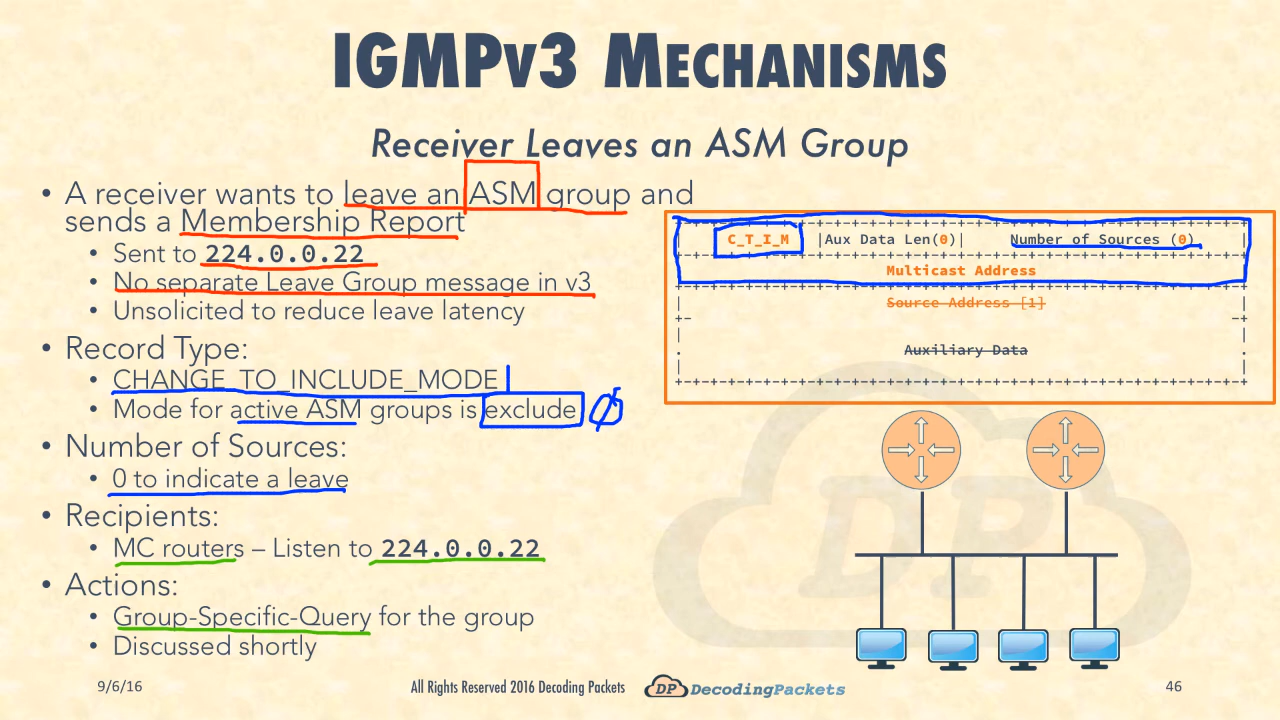 IGMPv3 Mechanisms
Receiver Leaves an ASM Group
• A receiver wants to leave an ASM group and
sends a Membership Report
• Sent to 224.0.0.22
• No separate Leave Group message in v3
• Unsolicited to reduce leave latency
• Record Type:
• CHANGE_TO_INCLUDE_MODE
• Mode for active ASM groups is exclude
• Number of Sources:
• 0 to indicate a leave
• Recipients:
• MC routers – Listen to 224.0.0.22
• Actions:
• Group-Specific-Query for the group
• Discussed shortly
C_T_I_M |Aux Data Len(0)| Number of Sources (0)
Multicast Address
Source Address [1]
Auxiliary Data
DP
9/6/16 All Rights Reserved 2016 Decoding Packets DP DecodingPackets 46